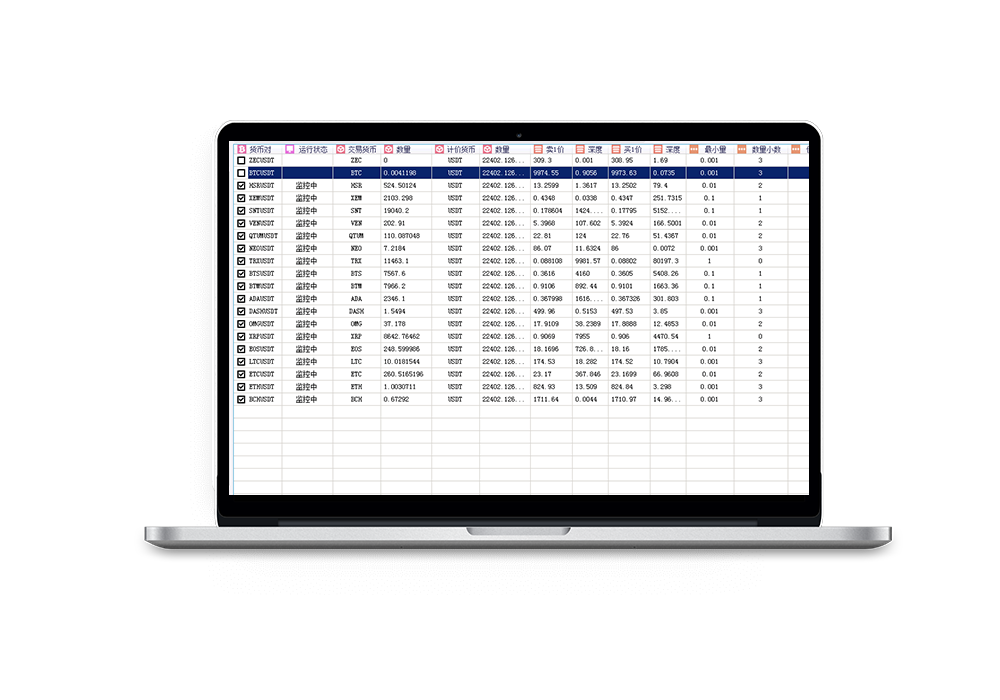 货币对 运行状态 交易货币 数量 计价货币 数量 卖1价 深度 买1价 深度 最小量 数量小数
ZECUSDT ZEC 0 USDT 22402.126... 309.3 0.001 308.95 1.69 0.001 3
BTCUSDT BTC 0.0041198 USDT 22402.126... 9974.55 0.9056 9973.63 0.0735 0.001 3
HSRUSDT 监控中 HSR 524.50124 USDT 22402.126... 13.2599 1.3617 13.2502 79.4 0.01 2
XEMUSDT 监控中 XEM 2103.298 USDT 22402.126... 0.4348 0.0338 0.4347 251.7315 0.1 1
SNTUSDT 监控中 SNT 19040.2 USDT 22402.126... 0.178604 1424.... 0.17795 5152.... 0.1 1
VENUSDT 监控中 VEN 202.91 USDT 22402.126... 5.3968 107.602 5.3924 166.5001 0.01 2
QTUMUSDT 监控中 QTUM 110.087048 USDT 22402.126... 22.81 124 22.76 51.4367 0.01 2
NEOUSDT 监控中 NEO 7.2184 USDT 22402.126... 86.07 11.6324 86 0.0072 0.001 3
TRXUSDT 监控中 TRX 11463.1 USDT 22402.126... 0.088108 9981.57 0.08802 80197.3 1 0
BTSUSDT 监控中 BTS 7567.6 USDT 22402.126... 0.3616 4160 0.3605 5408.26 0.1 1
BTMUSDT 监控中 BTM 7966.2 USDT 22402.126... 0.9106 892.44 0.9101 1663.36 0.1 1
ADAUSDT 监控中 ADA 2346.1 USDT 22402.126... 0.367998 1616.... 0.367326 301.803 0.1 1
DASHUSDT 监控中 DASH 1.5494 USDT 22402.126... 499.96 0.5153 497.53 3.85 0.001 3
OMGUSDT 监控中 OMG 37.178 USDT 22402.126... 17.9109 38.2389 17.8888 12.4853 0.01 2
XRPUSDT 监控中 XRP 8642.76462 USDT 22402.126... 0.9069 7955 0.906 4470.54 1 0
EOSUSDT 监控中 EOS 248.599986 USDT 22402.126... 18.1696 726.8... 18.16 1785.... 0.01 2
LTCUSDT 监控中 LTC 10.0181544 USDT 22402.126... 174.53 18.282 174.52 10.7904 0.001 3
ETCUSDT 监控中 ETC 260.5165196 USDT 22402.126... 23.17 367.846 23.1699 66.9608 0.01 2
ETHUSDT 监控中 ETH 1.0030711 USDT 22402.126... 824.93 13.509 824.84 3.298 0.001 3
BCHUSDT 监控中 BCH 0.67292 USDT 22402.126... 1711.64 0.0044 1710.97 14.96... 0.001 3